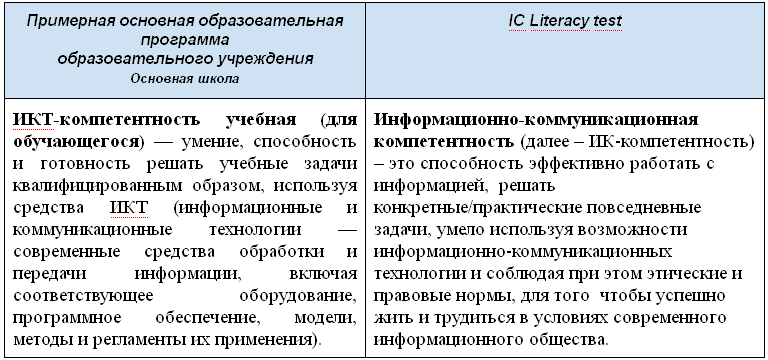 Примерная основная образовательная
программа
образовательного учреждения
Основная школа
IC Literacy test
ИКТ-компетентность учебная (для
обучающегося) — умение, способность
и готовность решать учебные задачи
квалифицированным образом, используя
средства ИКТ (информационные и
коммуникационные технологии —
современные средства обработки и
передачи информации, включая
соответствующее оборудование,
программное обеспечение, модели,
методы и регламенты их применения).
Информационно-коммуникационная
компетентность (далее – ИК-компетентность)
– это способность эффективно работать с
информацией, решать
конкретные/практические повседневные
задачи, умело используя возможности
информационно-коммуникационных
технологии и соблюдая при этом этические и
правовые нормы, для того чтобы успешно
жить и трудиться в условиях современного
информационного общества.